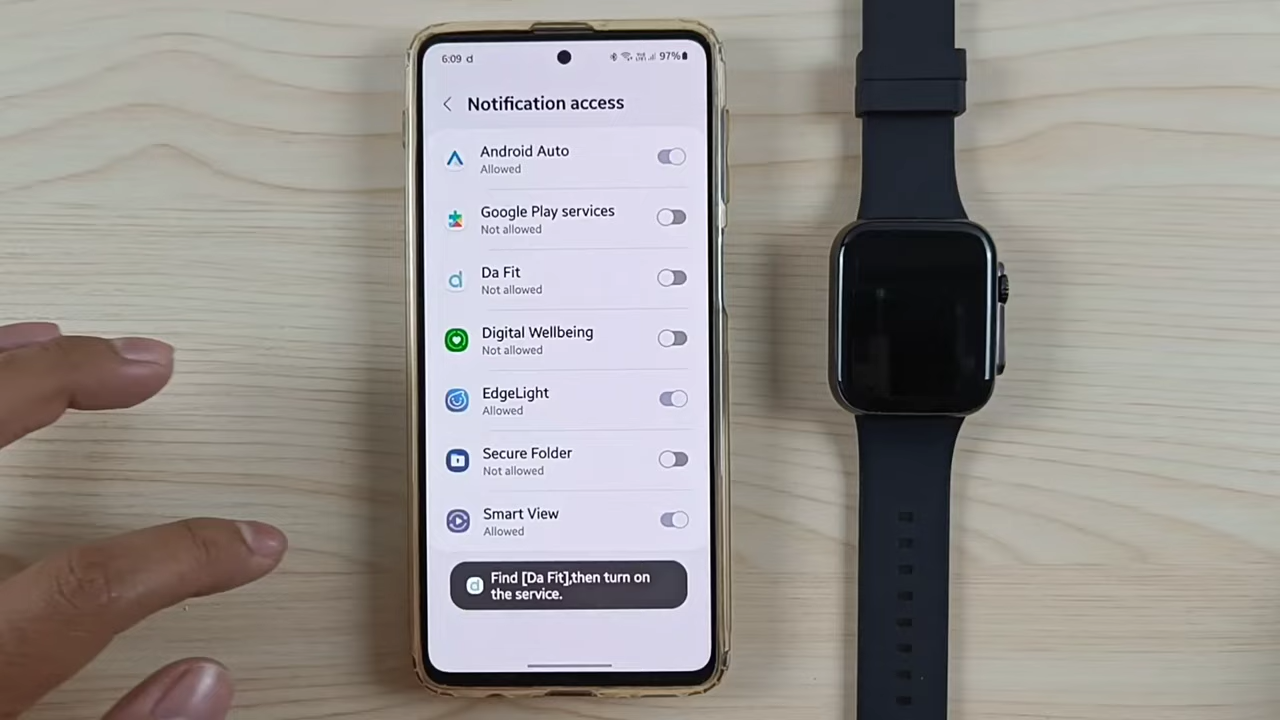 6:09 d
97%
Notification access
Android Auto
Allowed
Google Play services
Not allowed
Da Fit
Not allowed
Digital Wellbeing
Not allowed
EdgeLight
Allowed
Secure Folder
Not allowed
Smart View
Allowed
Find [Da Fit],then turn on
the service.